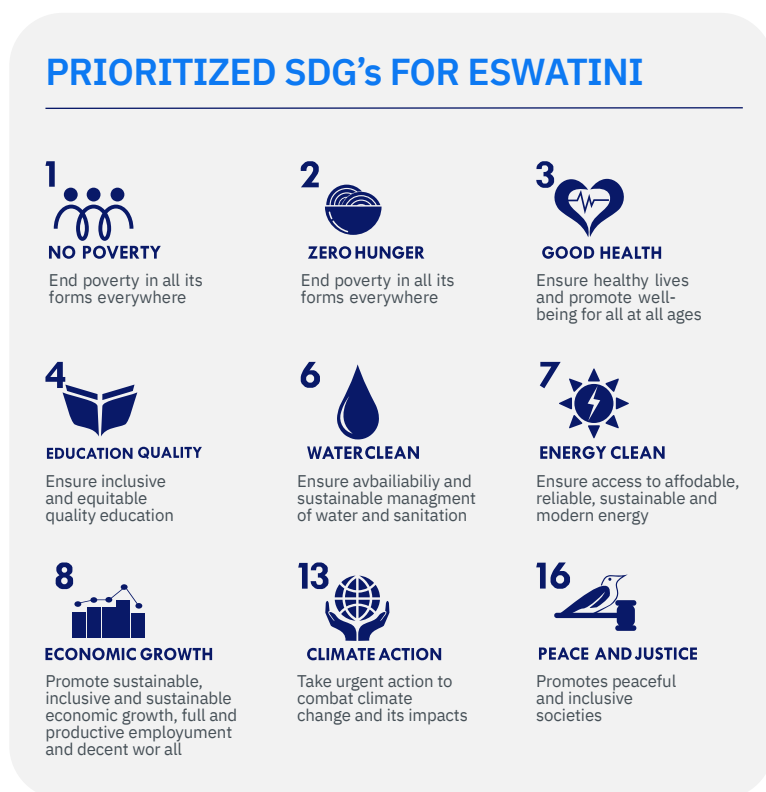 PRIORITIZED SDG's FOR ESWATINI
1
NO POVERTY
End poverty in all its
forms everywhere
2
ZERO HUNGER
End poverty in all its
forms everywhere
3
GOOD HEALTH
Ensure healthy lives
and promote well-
being for all at all ages
4
EDUCATION QUALITY
Ensure inclusive
and equitable
quality education
6
WATER CLEAN
Ensure avbailiabiliy and
sustainable managment
of water and sanitation
7
ENERGY CLEAN
Ensure access to affodable,
reliable, sustainable and
modern energy
8
ECONOMIC GROWTH
Promote sustainable,
inclusive and sustainable
economic growth, full and
productive employument
and decent wor all
13
CLIMATE ACTION
Take urgent action to
combat climate
change and its impacts
16
PEACE AND JUSTICE
Promotes peaceful
and inclusive
societies